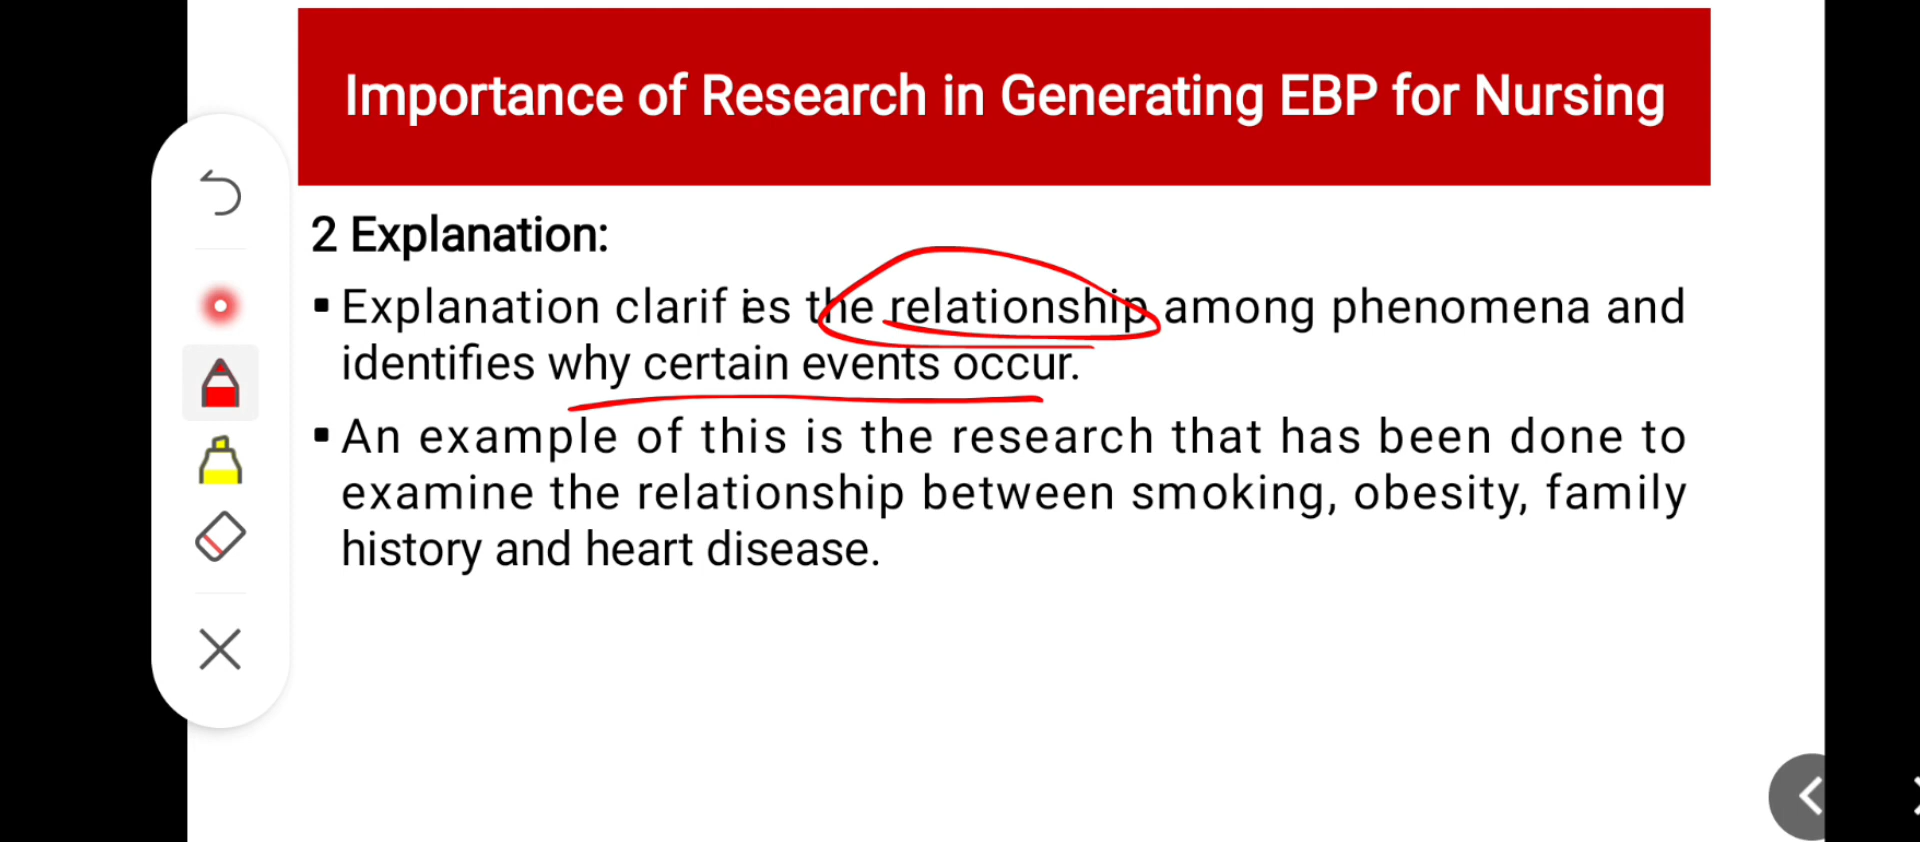 Importance of Research in Generating EBP for Nursing
2 Explanation:
▪ Explanation clarifies the relationship among phenomena and
identifies why certain events occur.
▪ An example of this is the research that has been done to
examine the relationship between smoking, obesity, family
history and heart disease.